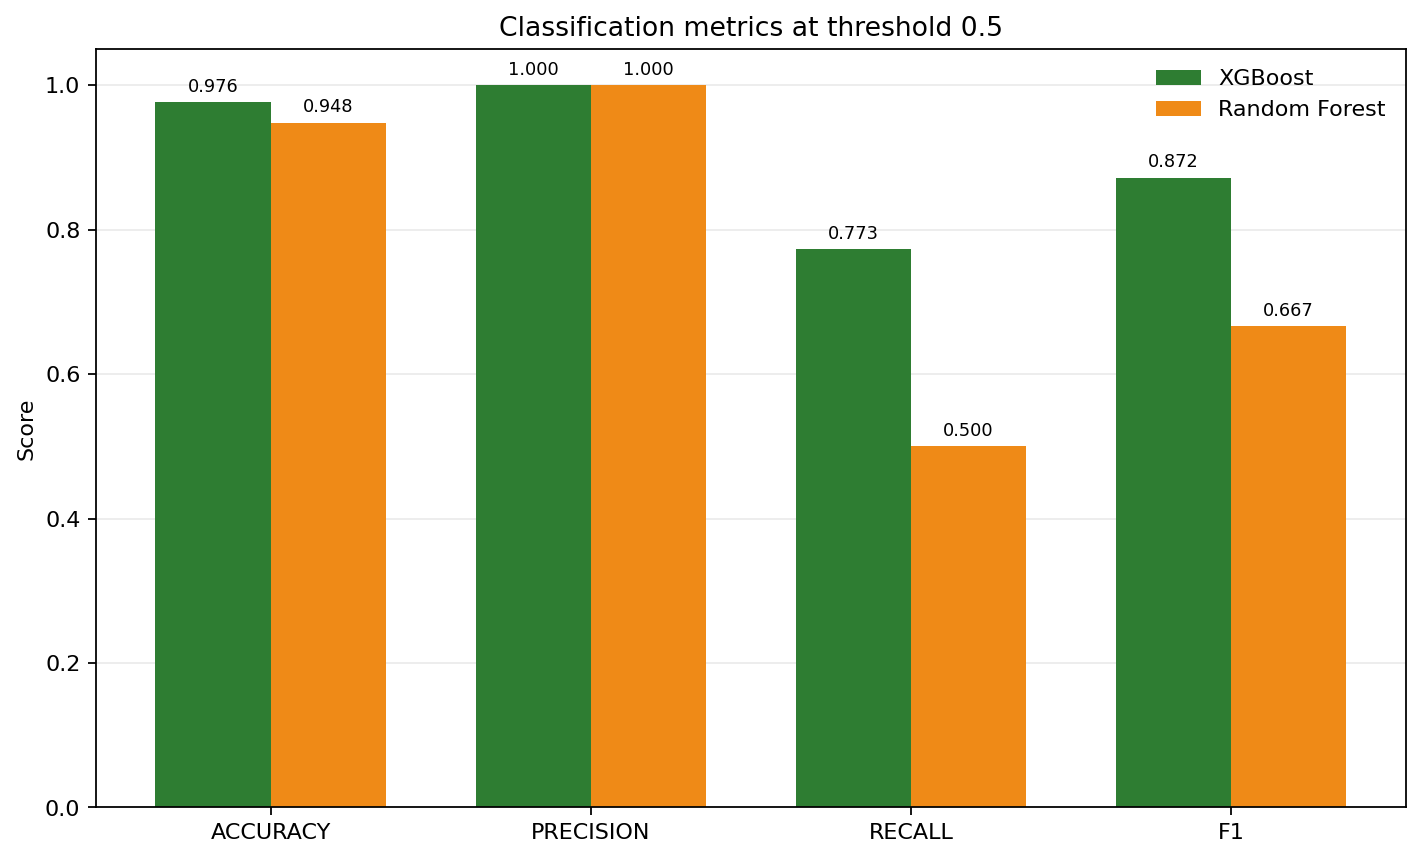 Classification metrics at threshold 0.5
XGBoost
Random Forest
Score
1.0
0.8
0.6
0.4
0.2
0.0
0.976
0.948
1.000
1.000
0.773
0.500
0.872
0.667
ACCURACY
PRECISION
RECALL
F1